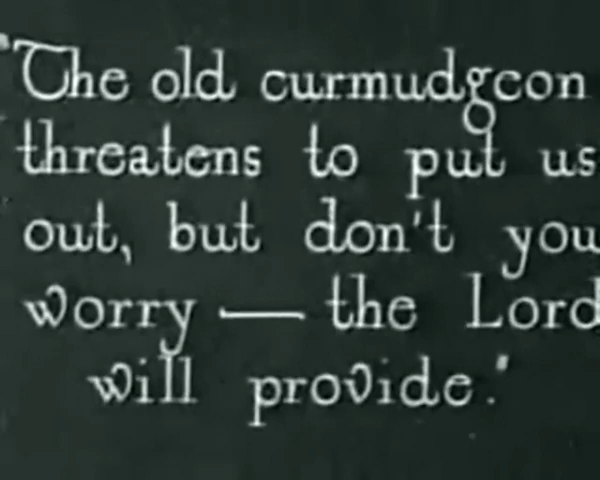 "The old curmudgeon
threatens to put us
out, but don't you
worry — the Lord
will provide."